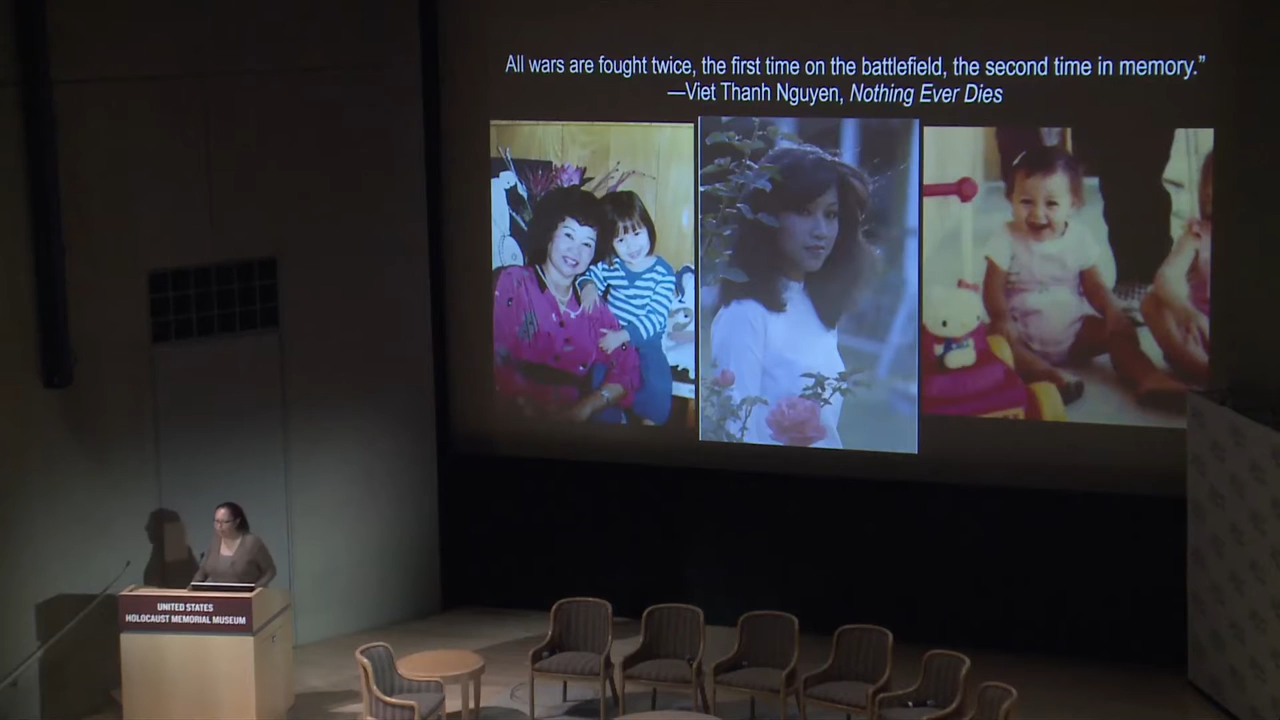 All wars are fought twice, the first time on the battlefield, the second time in memory.”
—Viet Thanh Nguyen, Nothing Ever Dies
UNITED STATES
HOLOCAUST MEMORIAL MUSEUM